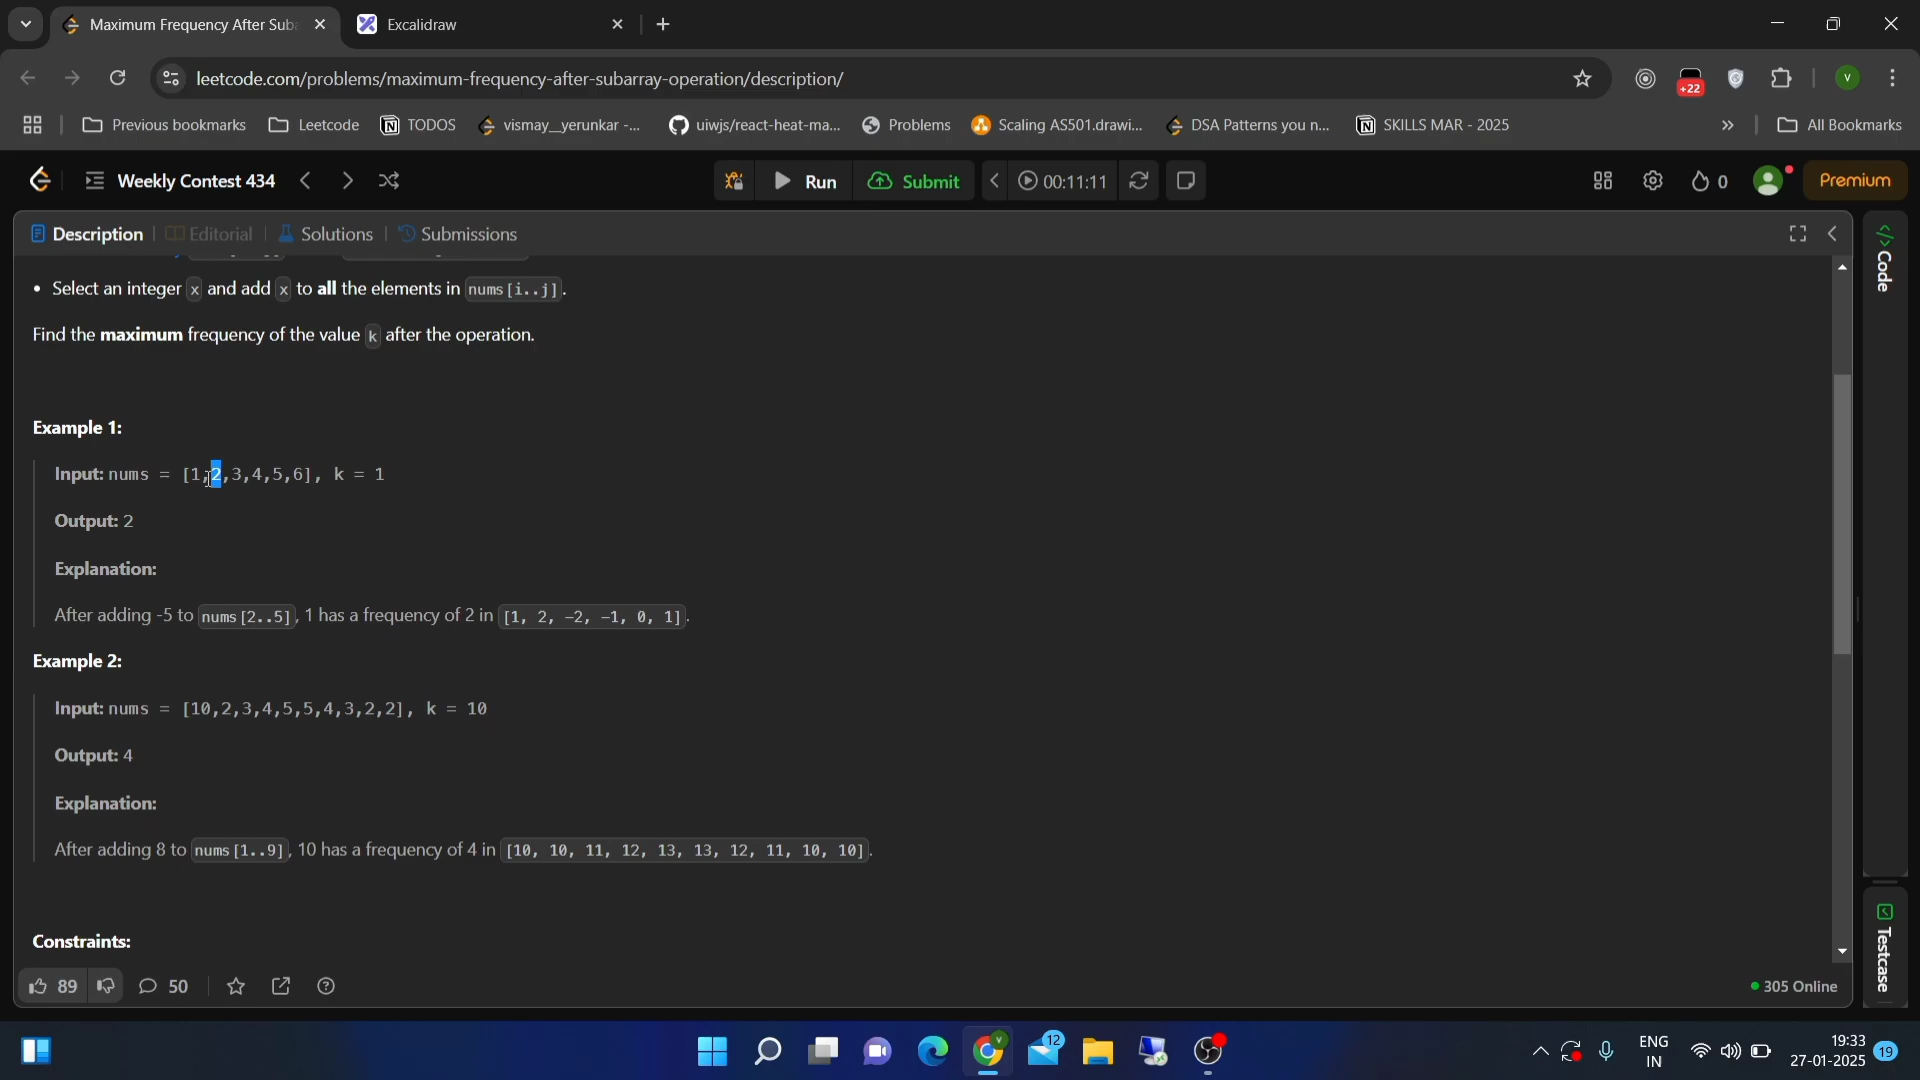 Maximum Frequency After Sub
Excalidraw
leetcode.com/problems/maximum-frequency-after-subarray-operation/description/
+22
V
Previous bookmarks
Leetcode
TODOS
vismay__yerunkar -...
uiwjs/react-heat-ma...
Problems
Scaling AS501.drawi...
DSA Patterns you n...
SKILLS MAR - 2025
All Bookmarks
Weekly Contest 434
Run
Submit
00:11:11
0
Premium
Description
Editorial
Solutions
Submissions
Code
• Select an integer x and add x to all the elements in nums[i..j].
Find the maximum frequency of the value k after the operation.
Example 1:
Input: nums = [1,2,3,4,5,6], k = 1
Output: 2
Explanation:
After adding -5 to nums[2..5], 1 has a frequency of 2 in [1, 2, -2, -1, 0, 1].
Example 2:
Input: nums = [10,2,3,4,5,5,4,3,2,2], k = 10
Output: 4
Explanation:
After adding 8 to nums[1..9], 10 has a frequency of 4 in [10, 10, 11, 12, 13, 13, 12, 11, 10, 10].
Constraints:
Testcase
89
50
305 Online
V
12
ENG
IN
19:33
27-01-2025
19